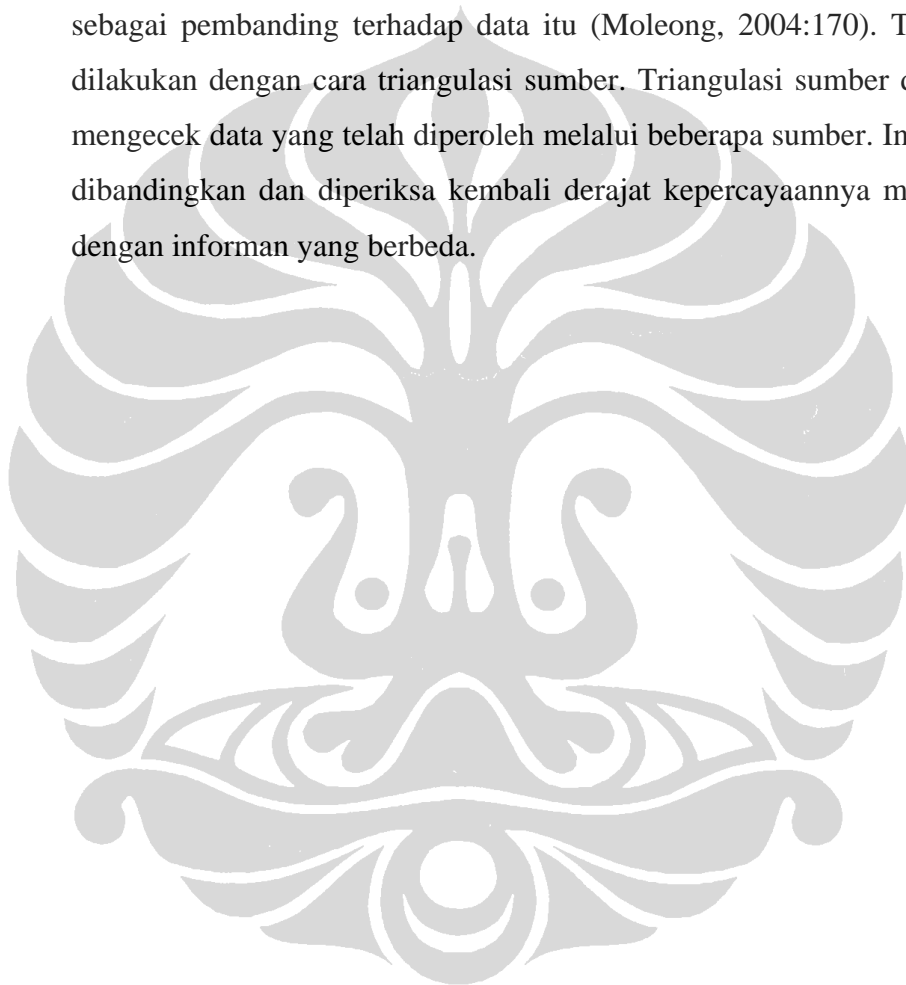 sebagai pembanding terhadap data itu (Moleong, 2004:170). T
dilakukan dengan cara triangulasi sumber. Triangulasi sumber
mengecek data yang telah diperoleh melalui beberapa sumber. In
dibandingkan dan diperiksa kembali derajat kepercayaannya m
dengan informan yang berbeda.